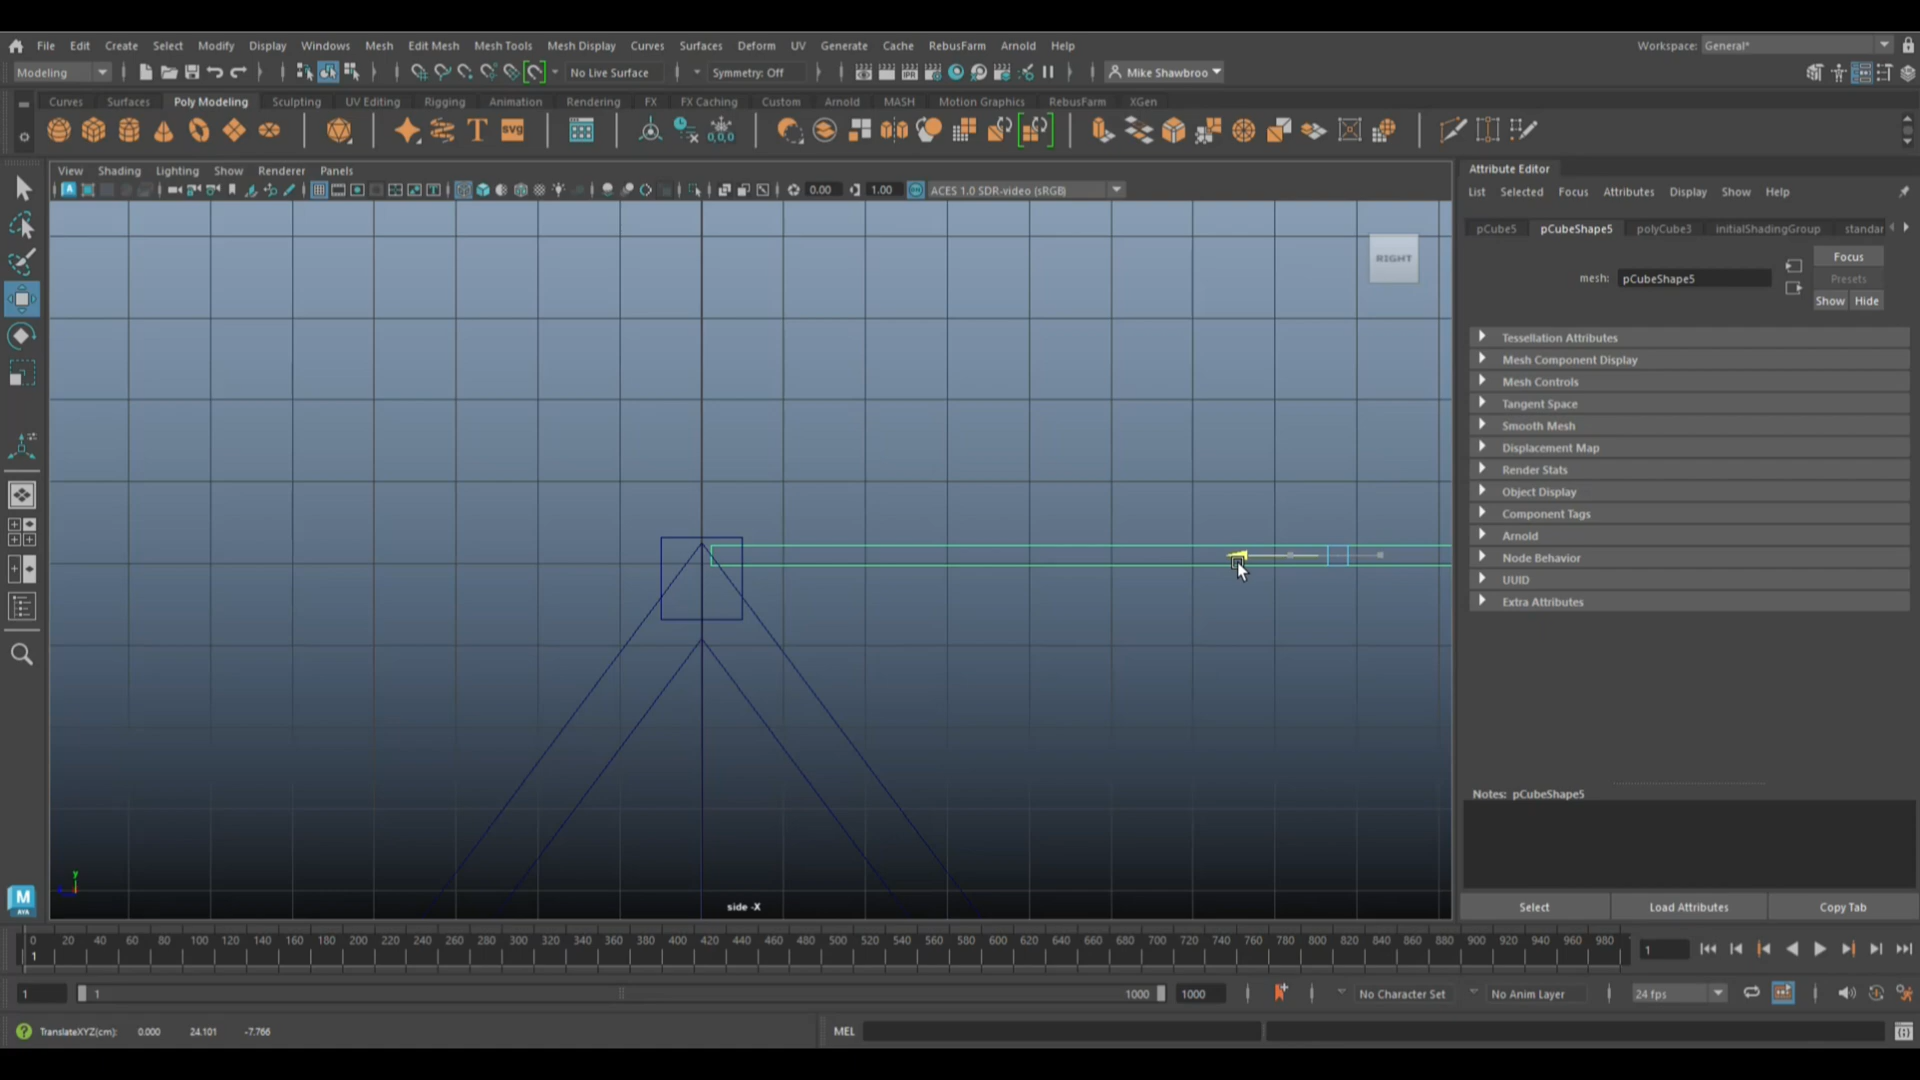 File Edit Create Select Modify Display Windows Mesh Edit Mesh Mesh Tools Mesh Display Curves Surfaces Deform UV Generate Cache RebusFarm Arnold Help Workspace: General*
Modeling No Live Surface Symmetry: Off Mike Shawbroo
Curves Surfaces Poly Modeling Sculpting UV Editing Rigging Animation Rendering FX FX Caching Custom Arnold MASH Motion Graphics RebusFarm XGen
View Shading Lighting Show Renderer Panels
0.00 1.00 ACES 1.0 SDR-video (sRGB)
RIGHT
side -X
Attribute Editor
List Selected Focus Attributes Display Show Help
pCube5 pCubeShape5 polyCube3 initialShadingGroup standar
Focus
mesh: pCubeShape5 Presets
Show Hide
Tessellation Attributes
Mesh Component Display
Mesh Controls
Tangent Space
Smooth Mesh
Displacement Map
Render Stats
Object Display
Component Tags
Arnold
Node Behavior
UUID
Extra Attributes
Notes: pCubeShape5
Select Load Attributes Copy Tab
0 20 40 60 80 100 120 140 160 180 200 220 240 260 280 300 320 340 360 380 400 420 440 460 480 500 520 540 560 580 600 620 640 660 680 700 720 740 760 780 800 820 840 860 880 900 920 940 960 980
1 1
1 1 1000 1000 No Character Set No Anim Layer 24 fps
TranslateXYZ(cm): 0.000 24.101 -7.766 MEL